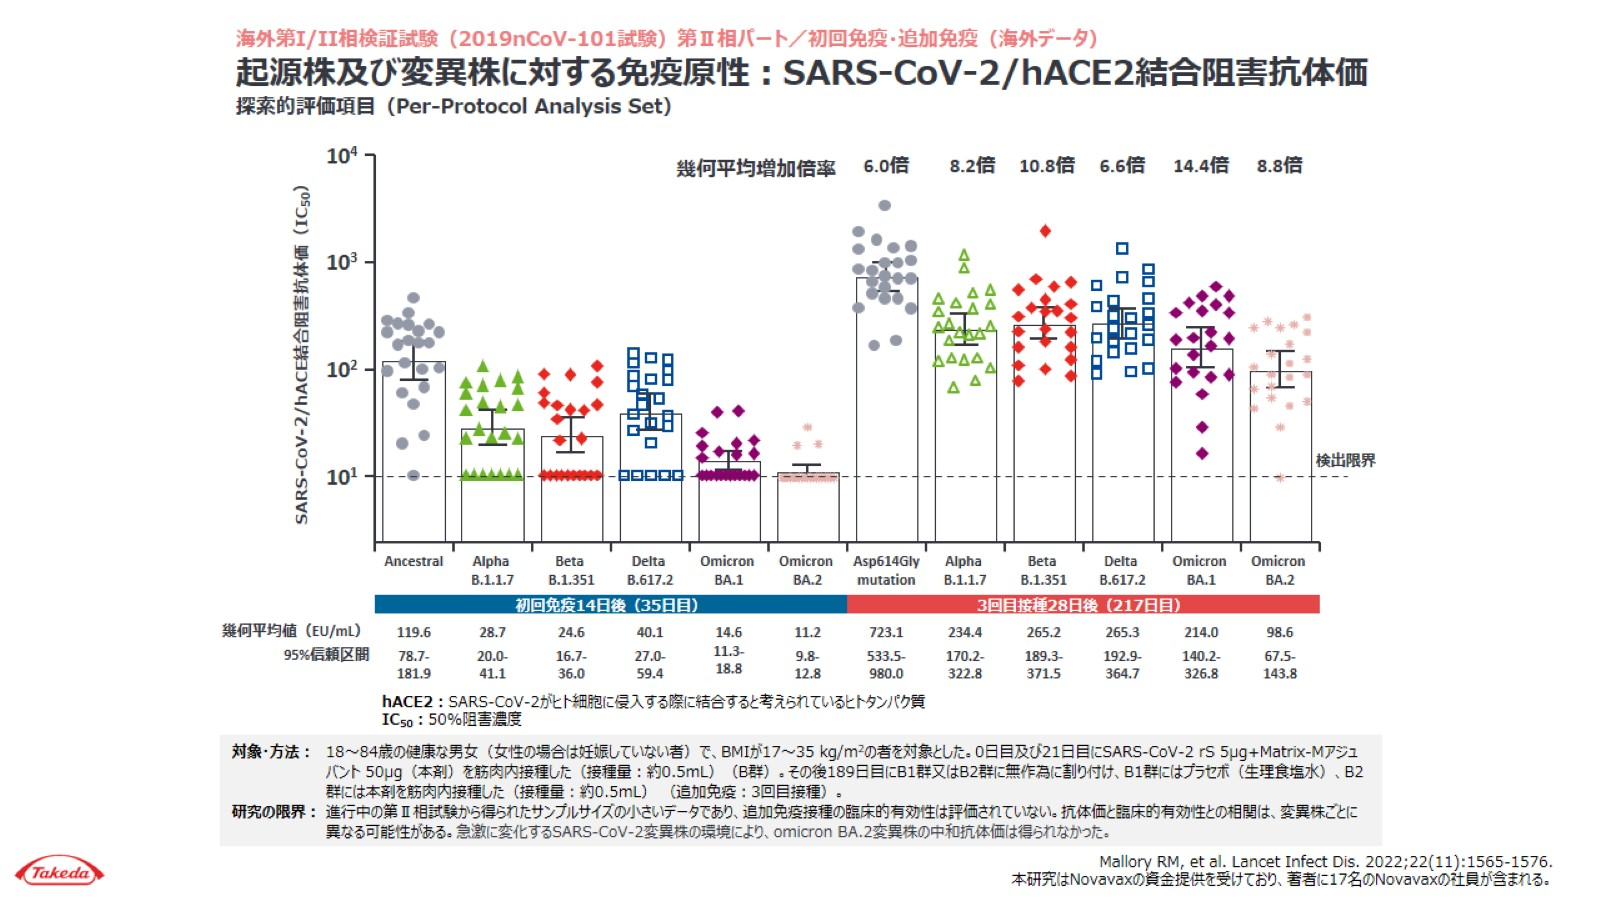 海外第I/II相検証試験（2019nCoV-101試験）第Ⅱ相パート／初回免疫・追加免疫（海外データ）
起源株及び変異株に対する免疫原性：SARS-CoV-2/hACE2結合阻害抗体価
探索的評価項目（Per-Protocol Analysis Set）
SARS-CoV-2/hACE2結合阻害抗体価（IC50）
10⁴
10³
10²
10¹
幾何平均増加倍率 6.0倍 8.2倍 10.8倍 6.6倍 14.4倍 8.8倍
検出限界
Ancestral Alpha Beta Delta Omicron Omicron Asp614Gly Alpha Beta Delta Omicron Omicron
B.1.1.7 B.1.351 B.617.2 BA.1 BA.2 mutation B.1.1.7 B.1.351 B.617.2 BA.1 BA.2
初回免疫14日後（35日目） 3回目接種28日後（217日目）
幾何平均値（EU/mL） 119.6 28.7 24.6 40.1 14.6 11.2 723.1 234.4 265.2 265.3 214.0 98.6
95%信頼区間 78.7- 20.0- 16.7- 27.0- 11.3- 9.8- 533.5- 170.2- 189.3- 192.9- 140.2- 67.5-
181.9 41.1 36.0 59.4 18.8 12.8 980.0 322.8 371.5 364.7 326.8 143.8
hACE2：SARS-CoV-2がヒト細胞に侵入する際に結合すると考えられているヒトタンパク質
IC50：50%阻害濃度
対象・方法： 18～84歳の健康な男女（女性の場合は妊娠していない者）で、BMIが17～35 kg/m²の者を対象とした。0日目及び21日目にSARS-CoV-2 rS 5μg+Matrix-Mアジュ
バント 50μg（本剤）を筋肉内接種した（接種量：約0.5mL）（B群）。その後189日目にB1群又はB2群に無作為に割り付け、B1群にはプラセボ（生理食塩水）、B2
群には本剤を筋肉内接種した（接種量：約0.5mL）（追加免疫：3回目接種）。
研究の限界： 進行中の第Ⅱ相試験から得られたサンプルサイズの小さいデータであり、追加免疫接種の臨床的有効性は評価されていない。抗体価と臨床的有効性との相関は、変異株ごとに
異なる可能性がある。急激に変化するSARS-CoV-2変異株の環境により、omicron BA.2変異株の中和抗体価は得られなかった。
Takeda
Mallory RM, et al. Lancet Infect Dis. 2022;22(11):1565-1576.
本研究はNovavaxの資金提供を受けており、著者に17名のNovavaxの社員が含まれる。